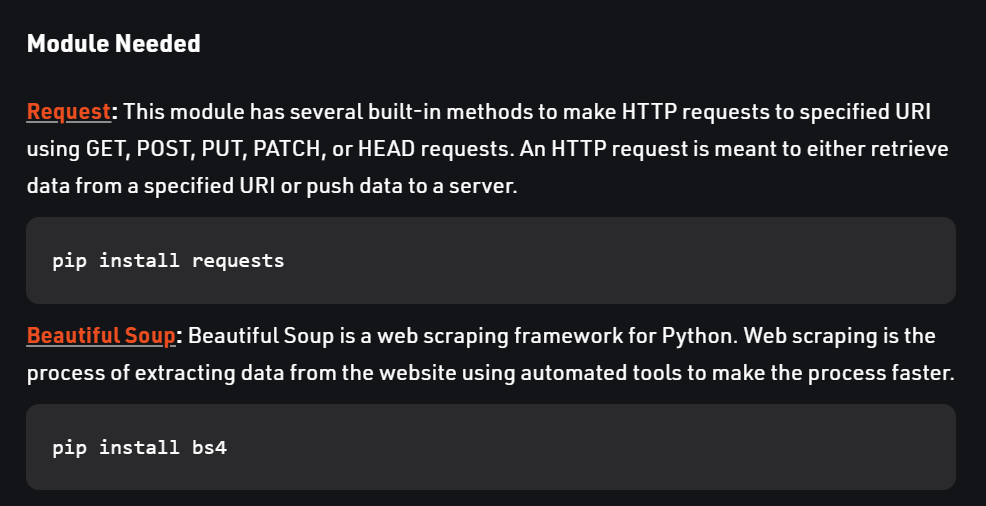 Module Needed
Request: This module has several built-in methods to make HTTP requests to specified URI
using GET, POST, PUT, PATCH, or HEAD requests. An HTTP request is meant to either retrieve
data from a specified URI or push data to a server.
pip install requests
Beautiful Soup: Beautiful Soup is a web scraping framework for Python. Web scraping is the
process of extracting data from the website using automated tools to make the process faster.
pip install bs4